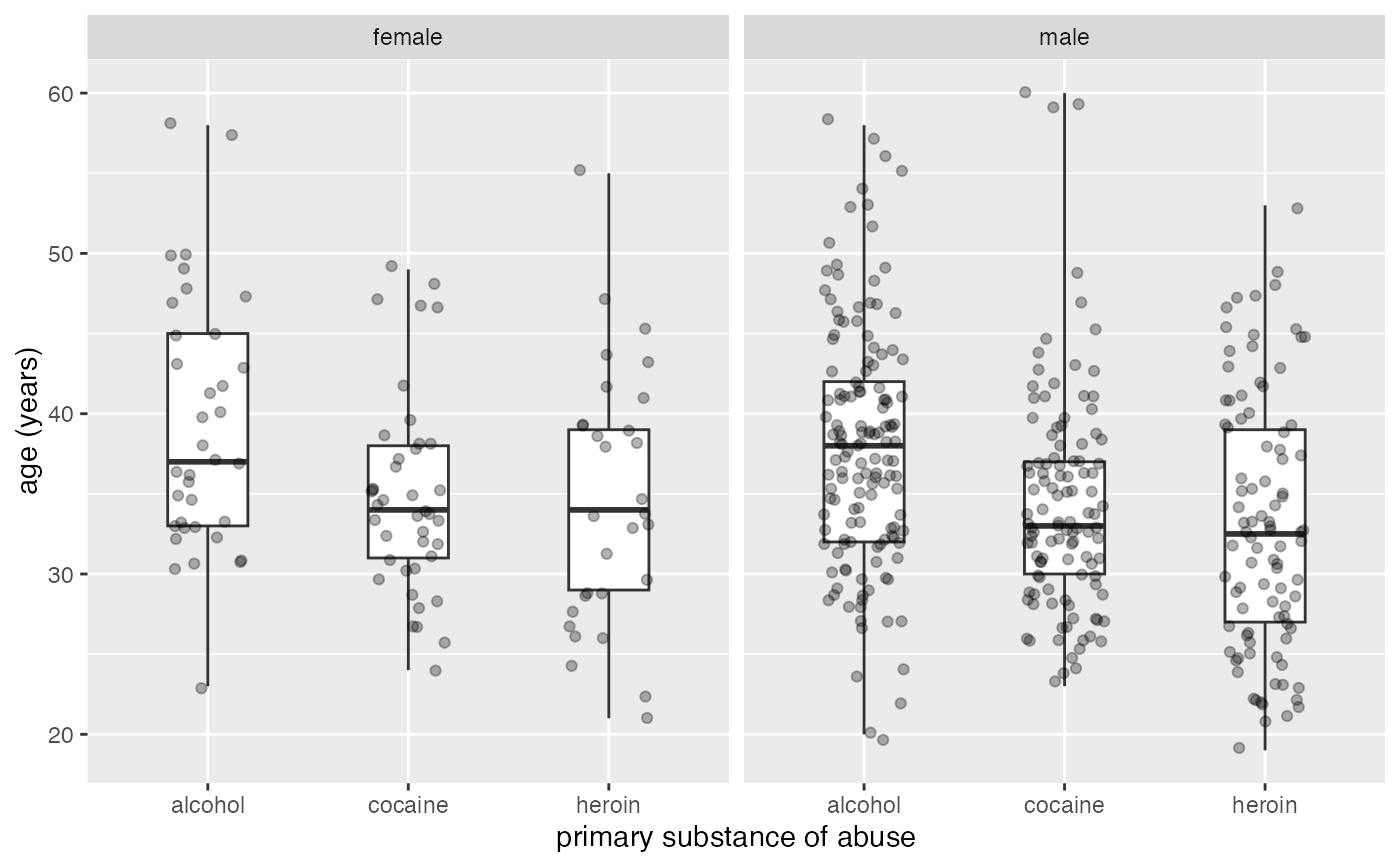 female male
60
50
40
30
20
age (years)
alcohol cocaine heroin alcohol cocaine heroin
primary substance of abuse